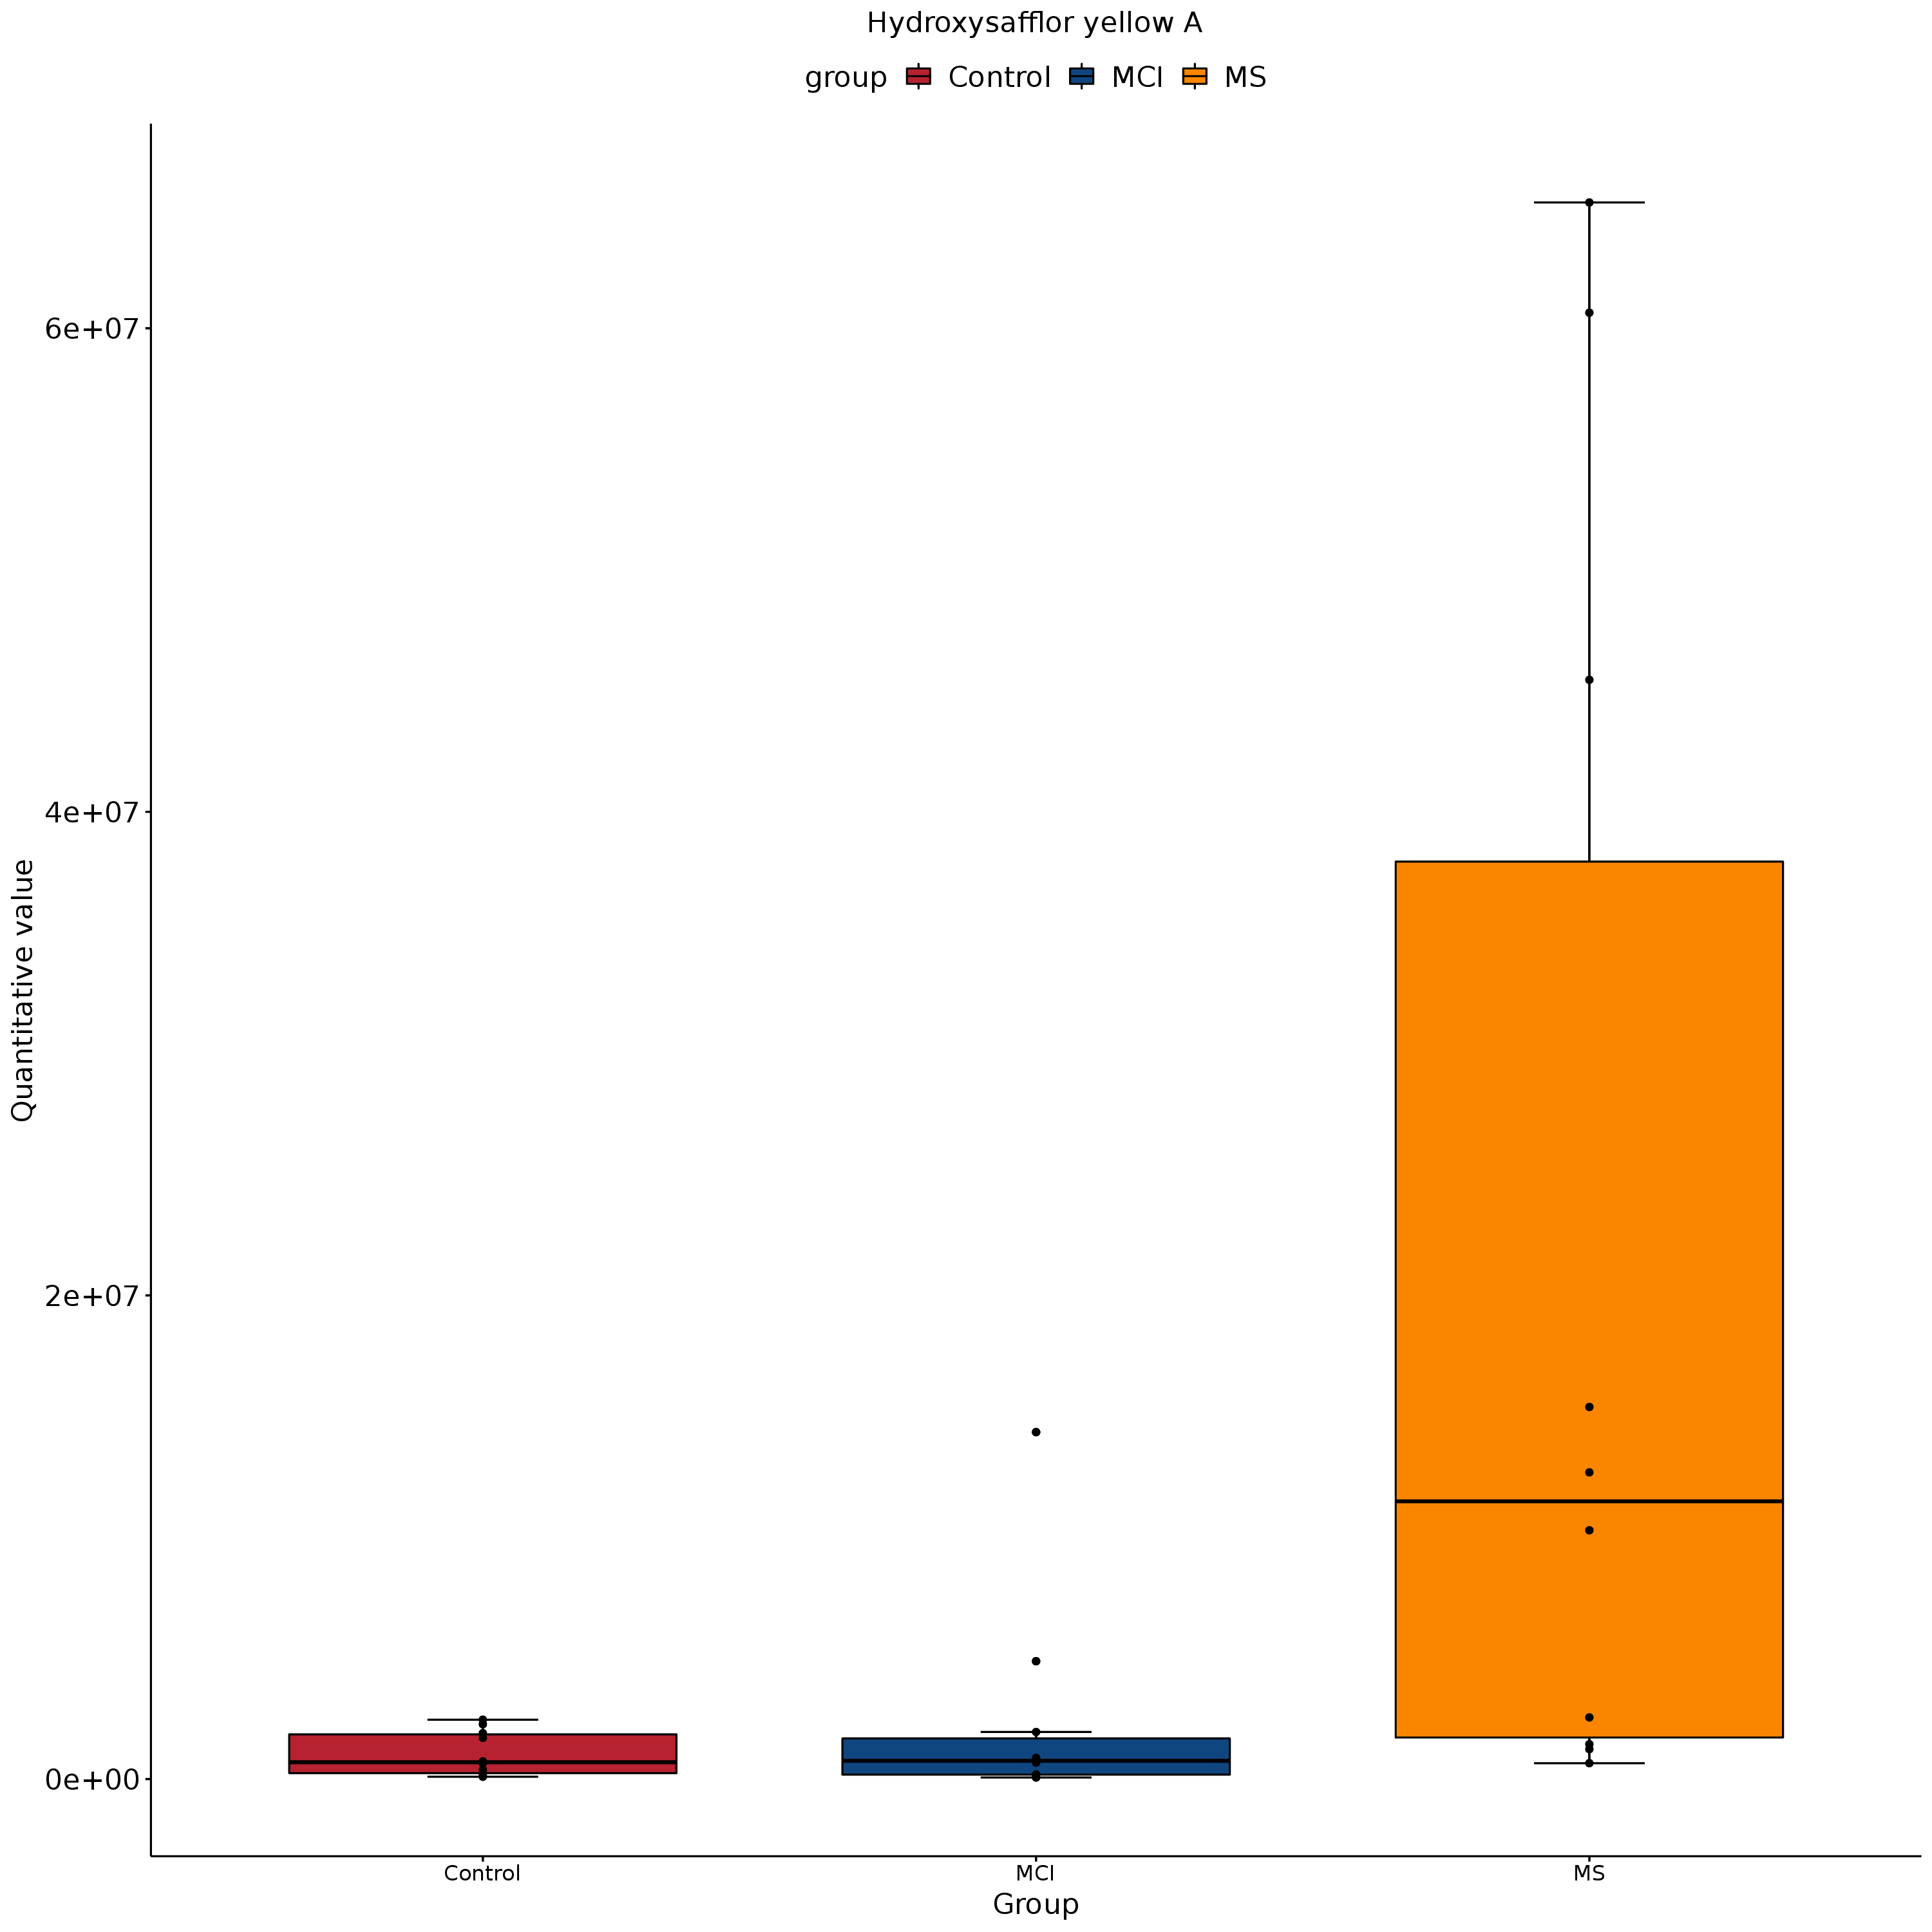 Hydroxysafflor yellow A
group Control MCI MS
Quantitative value
6e+07
4e+07
2e+07
0e+00
Control MCI MS
Group